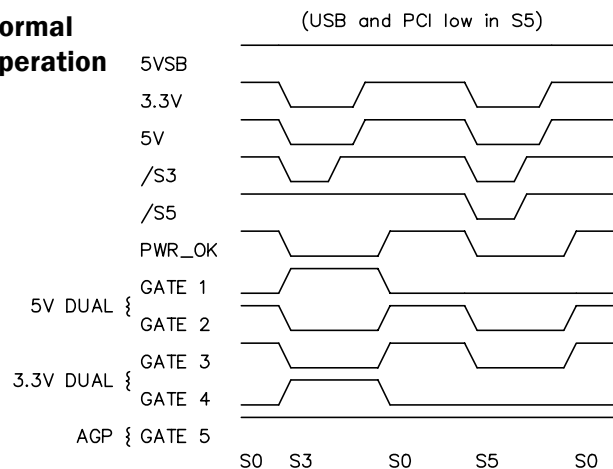 (USB and PCI low in S5)
ormal
peration
5VSB
3.3V
5V
/S3
/S5
PWR_OK
GATE 1
5V DUAL {
GATE 2
GATE 3
3.3V DUAL {
GATE 4
AGP { GATE 5
S0 S3 S0 S5 S0